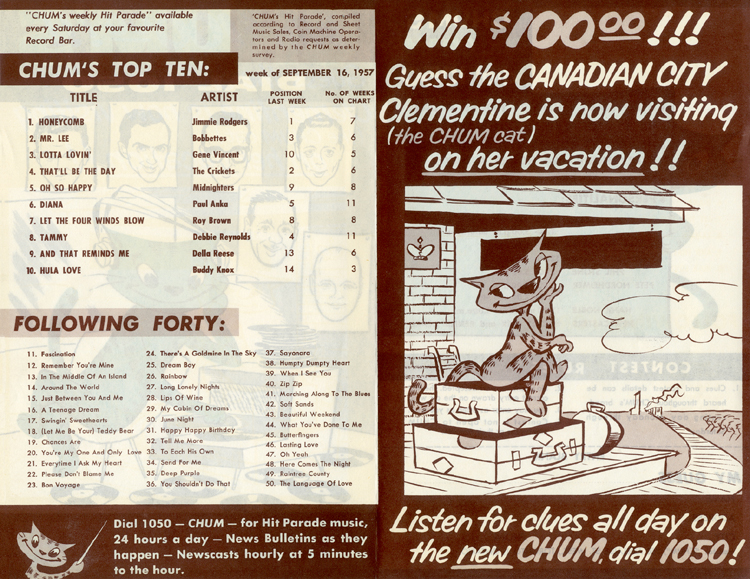 "CHUM's weekly Hit Parade" available
every Saturday at your favourite
Record Bar.
'CHUM's Hit Parade', compiled
according to Record and Sheet
Music Sales, Coin Machine Opera-
tors and Radio requests as deter-
mined by the CHUM weekly
survey.
CHUM'S TOP TEN:
week of SEPTEMBER 16, 1957
TITLE ARTIST POSITION LAST WEEK No. OF WEEKS ON CHART
1. HONEYCOMB Jimmie Rodgers 1 7
2. MR. LEE Bobbettes 3 6
3. LOTTA LOVIN' Gene Vincent 10 5
4. THAT'LL BE THE DAY The Crickets 2 6
5. OH SO HAPPY Midnighters 9 8
6. DIANA Paul Anka 5 11
7. LET THE FOUR WINDS BLOW Roy Brown 8 8
8. TAMMY Debbie Reynolds 4 11
9. AND THAT REMINDS ME Della Reese 13 6
10. HULA LOVE Buddy Knox 14 3
FOLLOWING FORTY:
11. Fascination
12. Remember You're Mine
13. In The Middle Of An Island
14. Around The World
15. Just Between You And Me
16. A Teenage Dream
17. Swingin' Sweethearts
18. (Let Me Be Your) Teddy Bear
19. Chances Are
20. You're My One And Only Love
21. Everytime I Ask My Heart
22. Please Don't Blame Me
23. Bon Voyage
24. There's A Goldmine In The Sky
25. Dream Boy
26. Rainbow
27. Long Lonely Nights
28. Lips Of Wine
29. My Cabin Of Dreams
30. June Night
31. Happy Happy Birthday
32. Tell Me More
33. To Each His Own
34. Send For Me
35. Deep Purple
36. You Shouldn't Do That
37. Sayonara
38. Humpty Dumpty Heart
39. When I See You
40. Zip Zip
41. Marching Along To The Blues
42. Soft Sands
43. Beautiful Weekend
44. What You've Done To Me
45. Butterfingers
46. Lasting Love
47. Oh Yeah
48. Here Comes The Night
49. Raintree County
50. The Language Of Love
Dial 1050 — CHUM — for Hit Parade music,
24 hours a day — News Bulletins as they
happen — Newscasts hourly at 5 minutes
to the hour.
Win $100.00 !!!
Guess the CANADIAN CITY
Clementine is now visiting
(the CHUM cat)
on her vacation !!
Listen for clues all day on
the new CHUM, dial 1050!